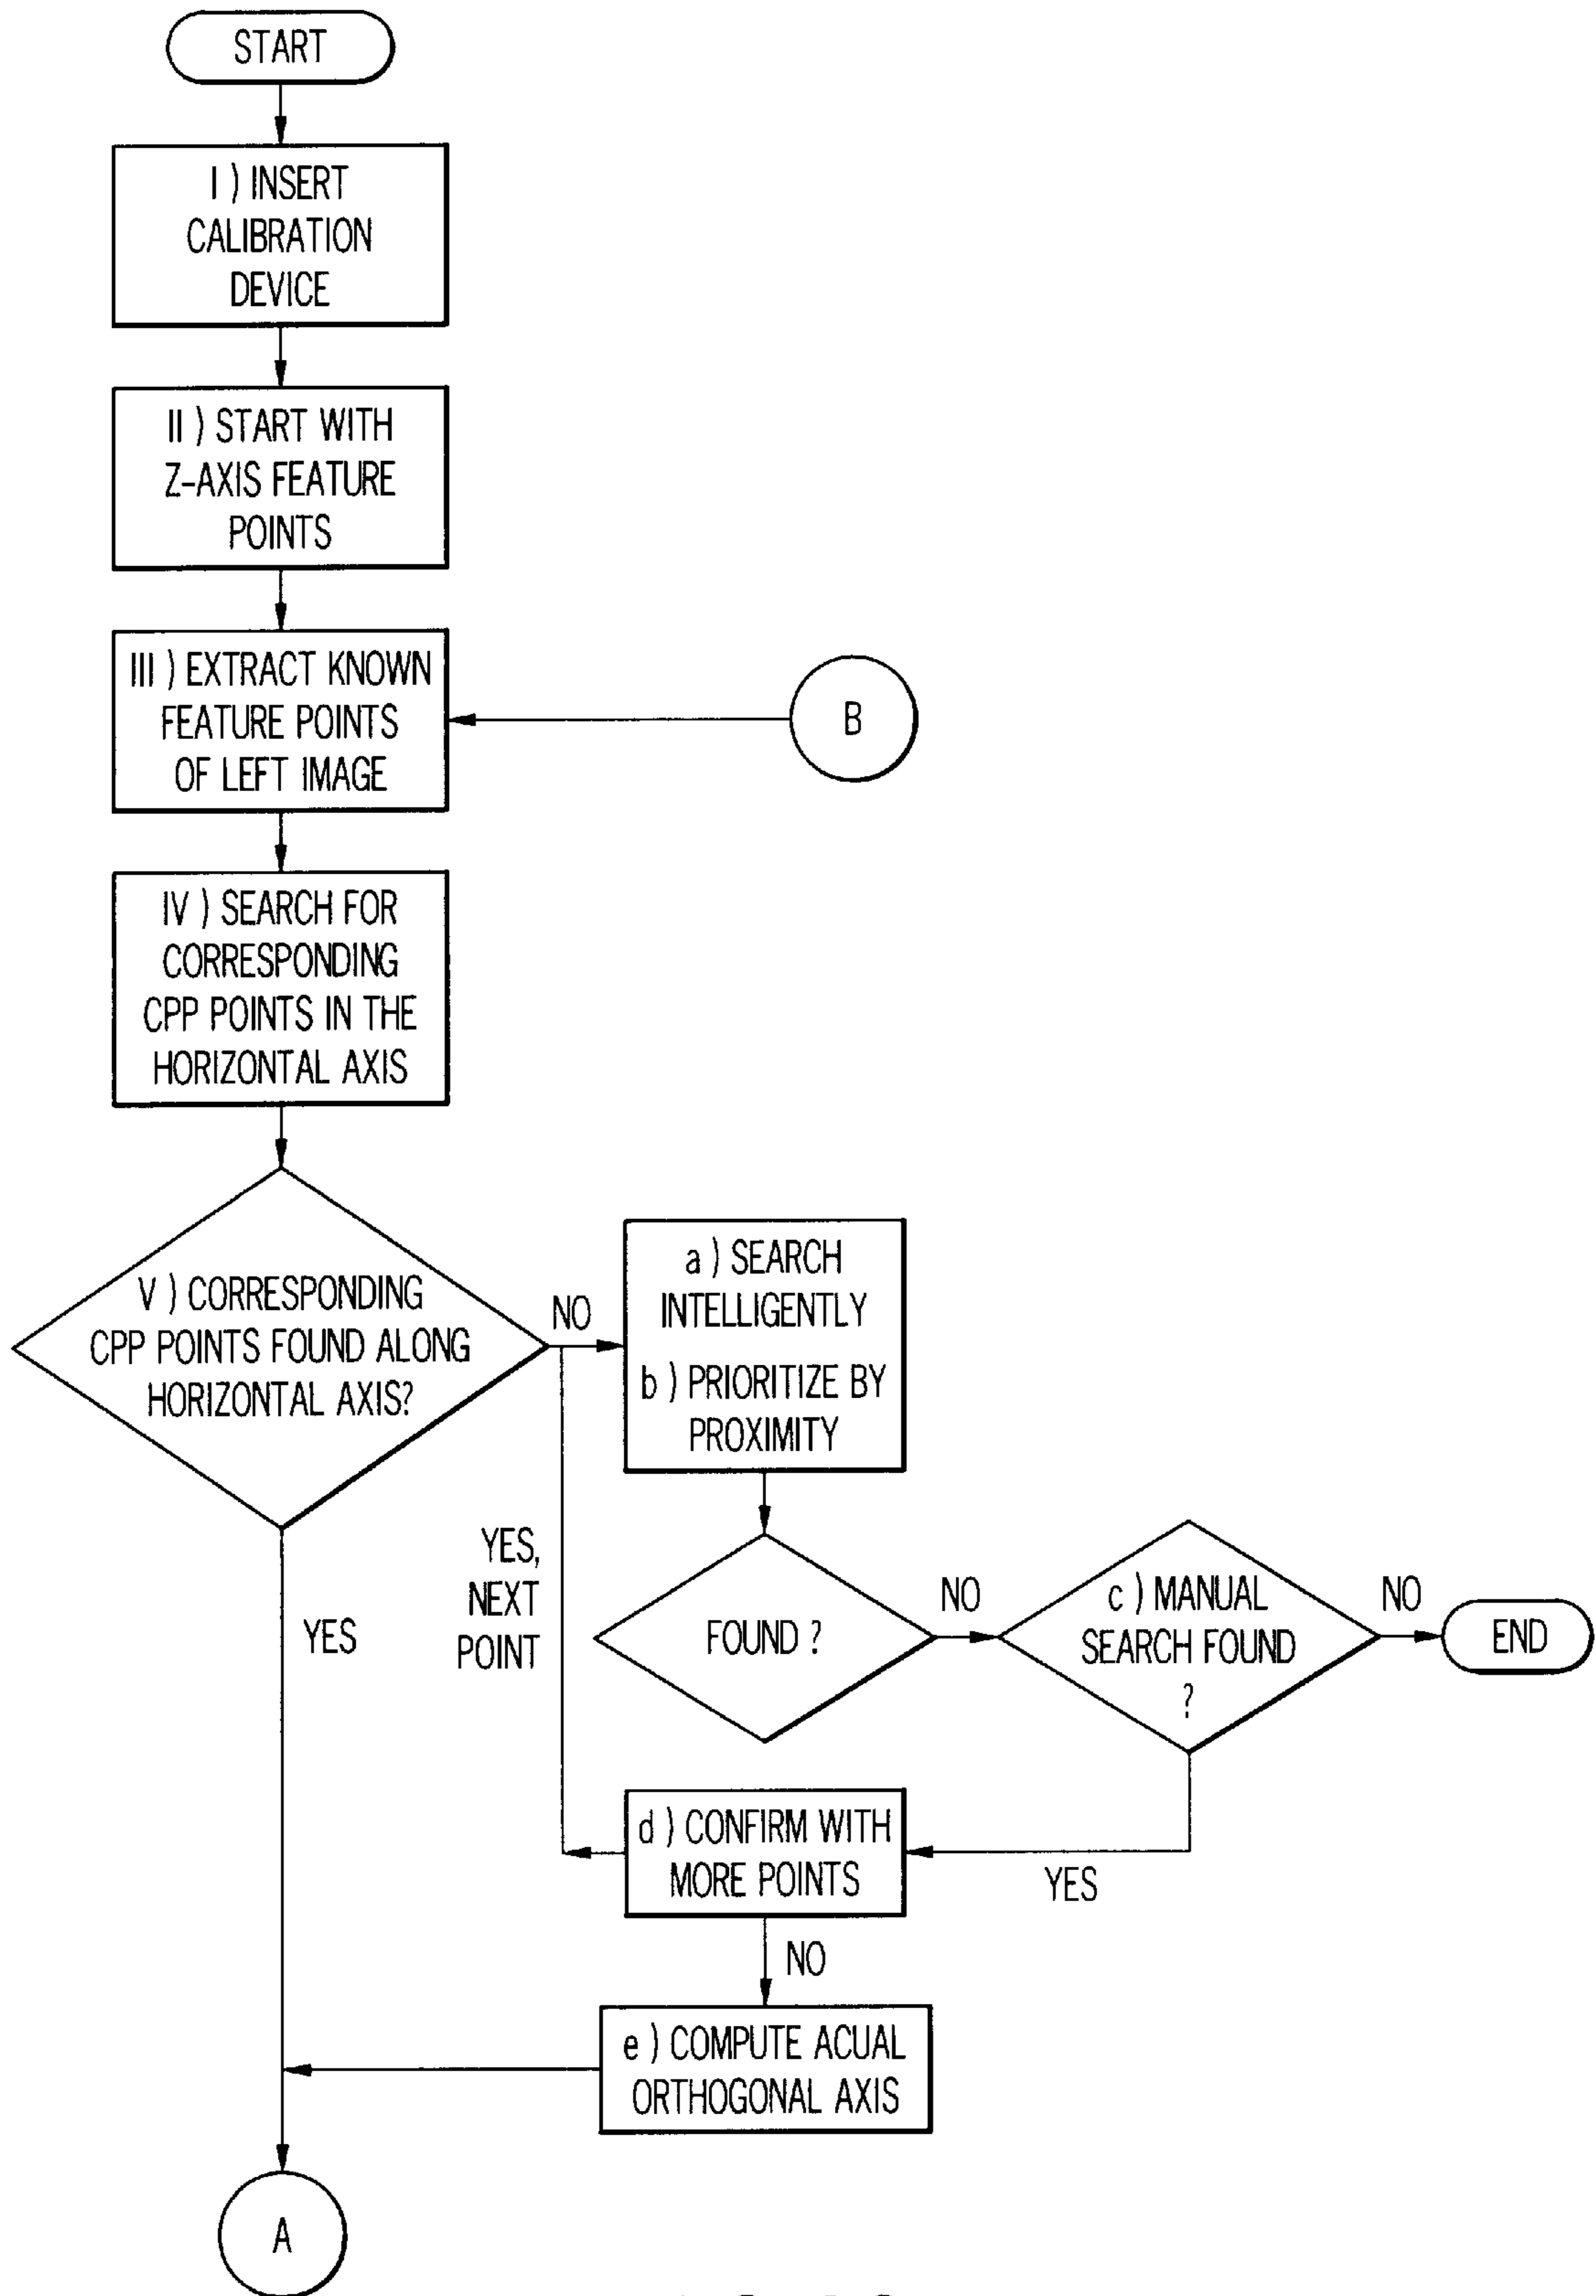 START
I ) INSERT
CALIBRATION
DEVICE
II ) START WITH
Z-AXIS FEATURE
POINTS
III ) EXTRACT KNOWN
FEATURE POINTS
OF LEFT IMAGE
B
IV ) SEARCH FOR
CORRESPONDING
CPP POINTS IN THE
HORIZONTAL AXIS
V ) CORRESPONDING
CPP POINTS FOUND ALONG
HORIZONTAL AXIS?
NO
a ) SEARCH
INTELLIGENTLY
b ) PRIORITIZE BY
PROXIMITY
YES,
NEXT
POINT
YES
FOUND ?
NO
c ) MANUAL
SEARCH FOUND
?
NO
END
d ) CONFIRM WITH
MORE POINTS
YES
NO
e ) COMPUTE ACUAL
ORTHOGONAL AXIS
A